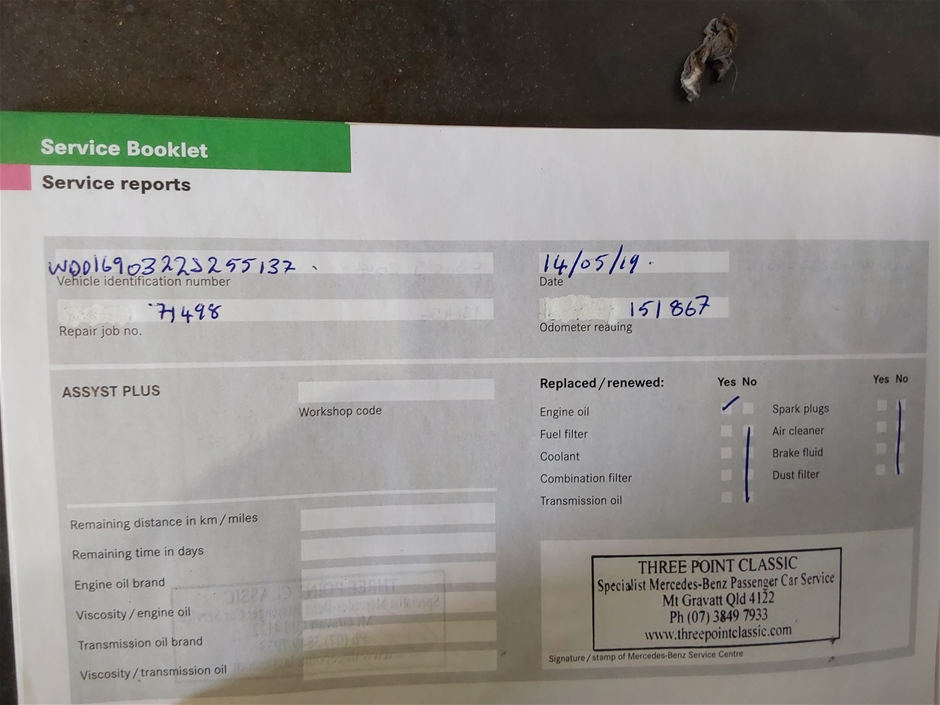 Service Booklet
Service reports
WDD1690322J255137 .
Vehicle identification number
14/05/19.
Date
71498
Repair job no.
151867
Odometer reading
ASSYST PLUS
Workshop code
Replaced/renewed:
Yes No
Yes No
Engine oil
Spark plugs
Fuel filter
Air cleaner
Coolant
Brake fluid
Combination filter
Dust filter
Transmission oil
Remaining distance in km/miles
Remaining time in days
Engine oil brand
Viscosity/engine oil
Transmission oil brand
Viscosity/transmission oil
THREE POINT CLASSIC
Specialist Mercedes-Benz Passenger Car Service
Mt Gravatt Qld 4122
Ph (07) 3849 7933
www.threepointclassic.com
Signature/stamp of Mercedes-Benz Service Centre